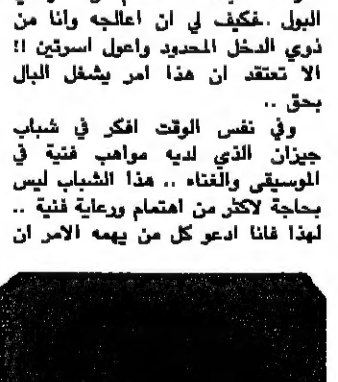 البول .. فكيف لي ان اعالجه وانا من
ذوي الدخل المحدود واعول اسرتين !!
الا تعتقد ان هذا امر يشغل البال
بحق ..
وفي نفس الوقت افكر في شباب
جيزان الذي لديه مواهب فنية في
الموسيقى والغناء .. هذا الشباب ليس
بحاجة لاكثر من اهتمام ورعاية فنية ..
لهذا فانا ادعو كل من يهمه الامر ان